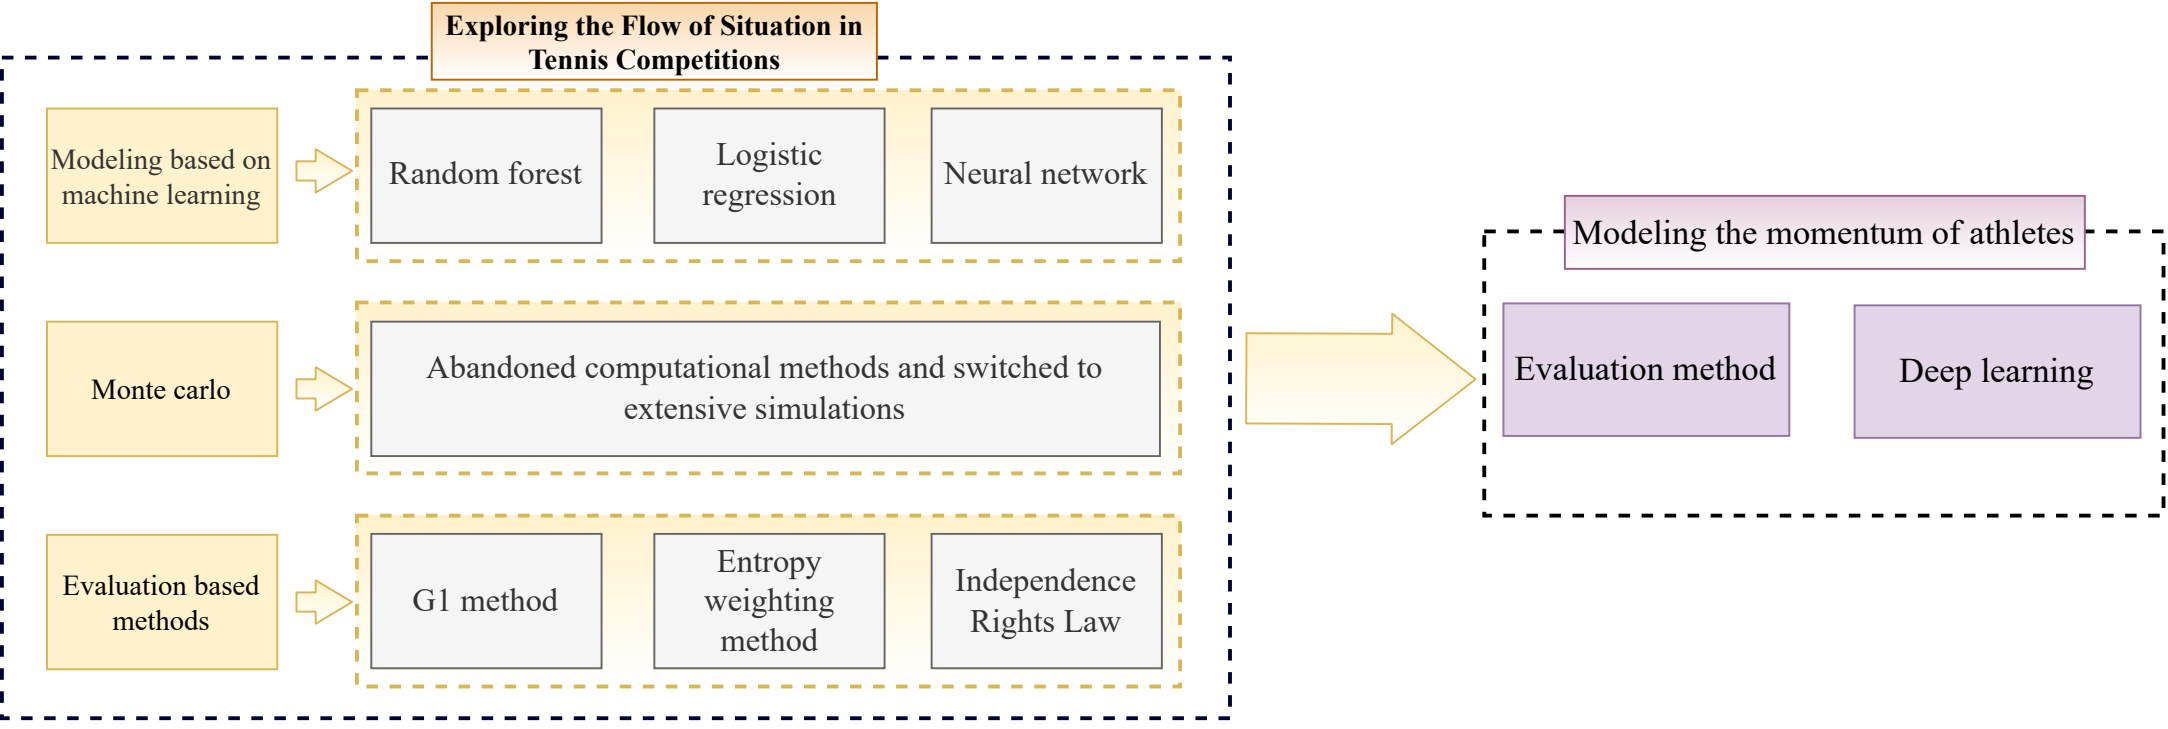 Exploring the Flow of Situation in
Tennis Competitions
Modeling based on
machine learning
Random forest
Logistic
regression
Neural network
Monte carlo
Abandoned computational methods and switched to
extensive simulations
Evaluation based
methods
G1 method
Entropy
weighting
method
Independence
Rights Law
Modeling the momentum of athletes
Evaluation method
Deep learning